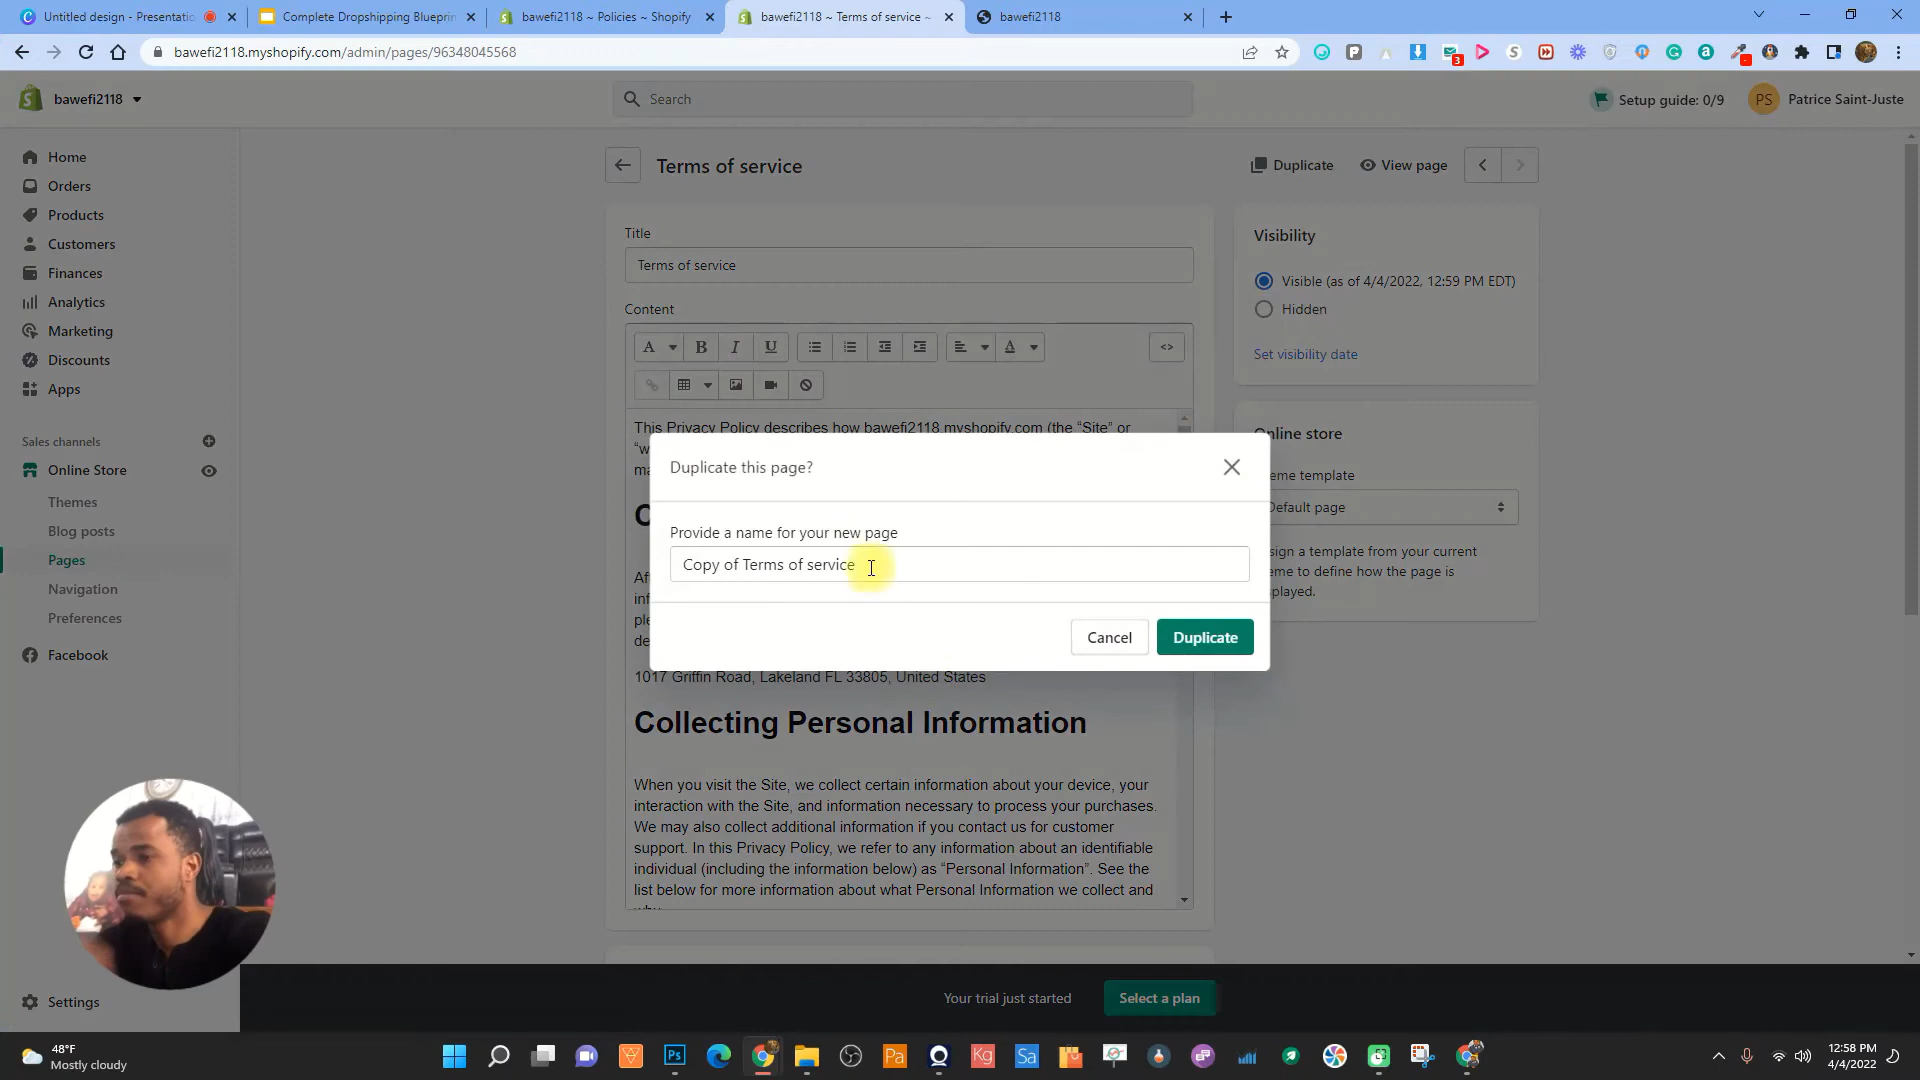 Untitled design - Presentatio
Complete Dropshipping Blueprin
bawefi2118 ~ Policies ~ Shopify
bawefi2118 ~ Terms of service ~
bawefi2118
bawefi2118.myshopify.com/admin/pages/96348045568
3
bawefi2118
Search
Setup guide: 0/9
PS
Patrice Saint-Juste
Home
Orders
Products
Customers
Finances
Analytics
Marketing
Discounts
Apps
Sales channels
Online Store
Themes
Blog posts
Pages
Navigation
Preferences
Facebook
Settings
Terms of service
Duplicate
View page
Title
Terms of service
Content
A
B
I
U
A
<>
This Privacy Policy describes how bawefi2118.myshopify.com (the “Site” or
Duplicate this page?
Provide a name for your new page
Copy of Terms of service
Cancel
Duplicate
1017 Griffin Road, Lakeland FL 33805, United States
Collecting Personal Information
When you visit the Site, we collect certain information about your device, your
interaction with the Site, and information necessary to process your purchases.
We may also collect additional information if you contact us for customer
support. In this Privacy Policy, we refer to any information about an identifiable
individual (including the information below) as “Personal Information”. See the
list below for more information about what Personal Information we collect and
Visibility
Visible (as of 4/4/2022, 12:59 PM EDT)
Hidden
Set visibility date
Online store
eme template
Default page
sign a template from your current
eme to define how the page is
splayed.
Your trial just started
Select a plan
48°F
Mostly cloudy
Ps
Pa
Kg
Sa
12:58 PM
4/4/2022